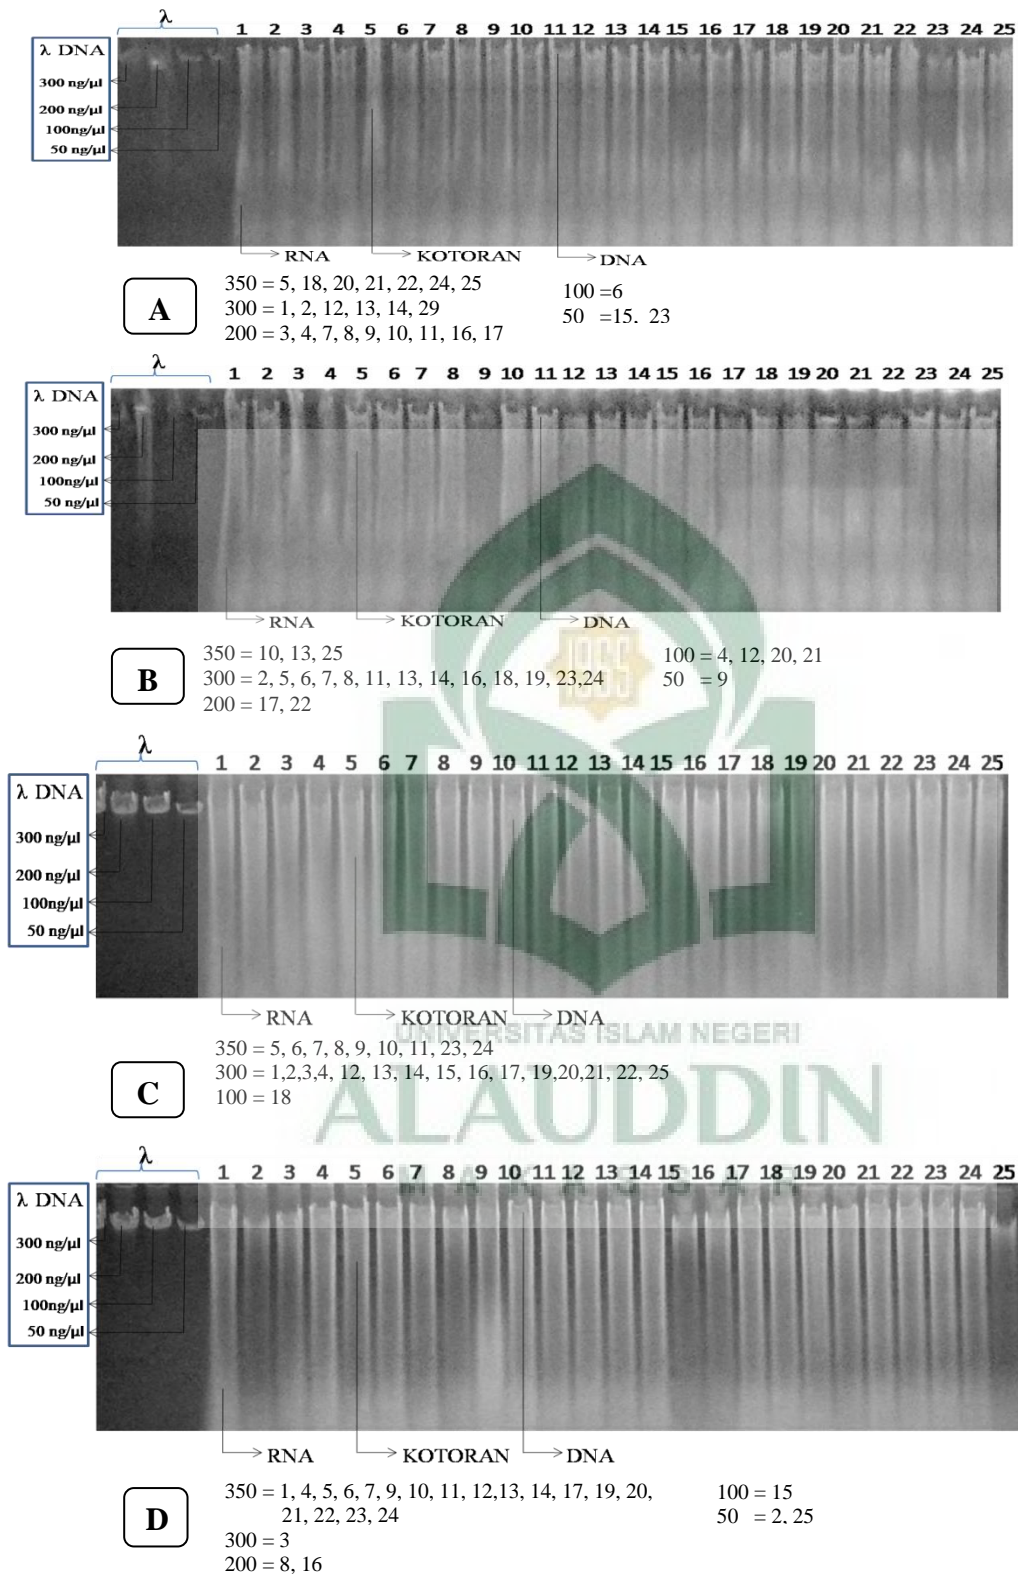 λ
1 2 3 4 5 6 7 8 9 10 11 12 13 14 15 16 17 18 19 20 21 22 23 24 25
λ DNA
300 ng/µl
200 ng/µl
100ng/µl
50 ng/µl
RNA KOTORAN DNA
A
350 = 5, 18, 20, 21, 22, 24, 25
300 = 1, 2, 12, 13, 14, 29
200 = 3, 4, 7, 8, 9, 10, 11, 16, 17
100 =6
50 =15. 23
λ
1 2 3 4 5 6 7 8 9 10 11 12 13 14 15 16 17 18 19 20 21 22 23 24 25
λ DNA
300 ng/µl
200 ng/µl
100ng/µl
50 ng/µl
RNA KOTORAN DNA
1965
B
350 = 10, 13, 25
300 = 2, 5, 6, 7, 8, 11, 13, 14, 16, 18, 19, 23,24
200 = 17, 22
100 = 4, 12, 20, 21
50 = 9
λ
1 2 3 4 5 6 7 8 9 10 11 12 13 14 15 16 17 18 19 20 21 22 23 24 25
λ DNA
300 ng/µl
200 ng/µl
100ng/µl
50 ng/µl
RNA KOTORAN DNA
UNIVERSITAS ISLAM NEGERI
C
350 = 5, 6, 7, 8, 9, 10, 11, 23, 24
300 = 1,2,3,4, 12, 13, 14, 15, 16, 17, 19,20,21, 22, 25
100 = 18
ALAUDDIN
MAKASSAR
λ
1 2 3 4 5 6 7 8 9 10 11 12 13 14 15 16 17 18 19 20 21 22 23 24 25
λ DNA
300 ng/µl
200 ng/µl
100ng/µl
50 ng/µl
RNA KOTORAN DNA
D
350 = 1, 4, 5, 6, 7, 9, 10, 11, 12,13, 14, 17, 19, 20,
21, 22, 23, 24
300 = 3
200 = 8, 16
100 = 15
50 = 2, 25